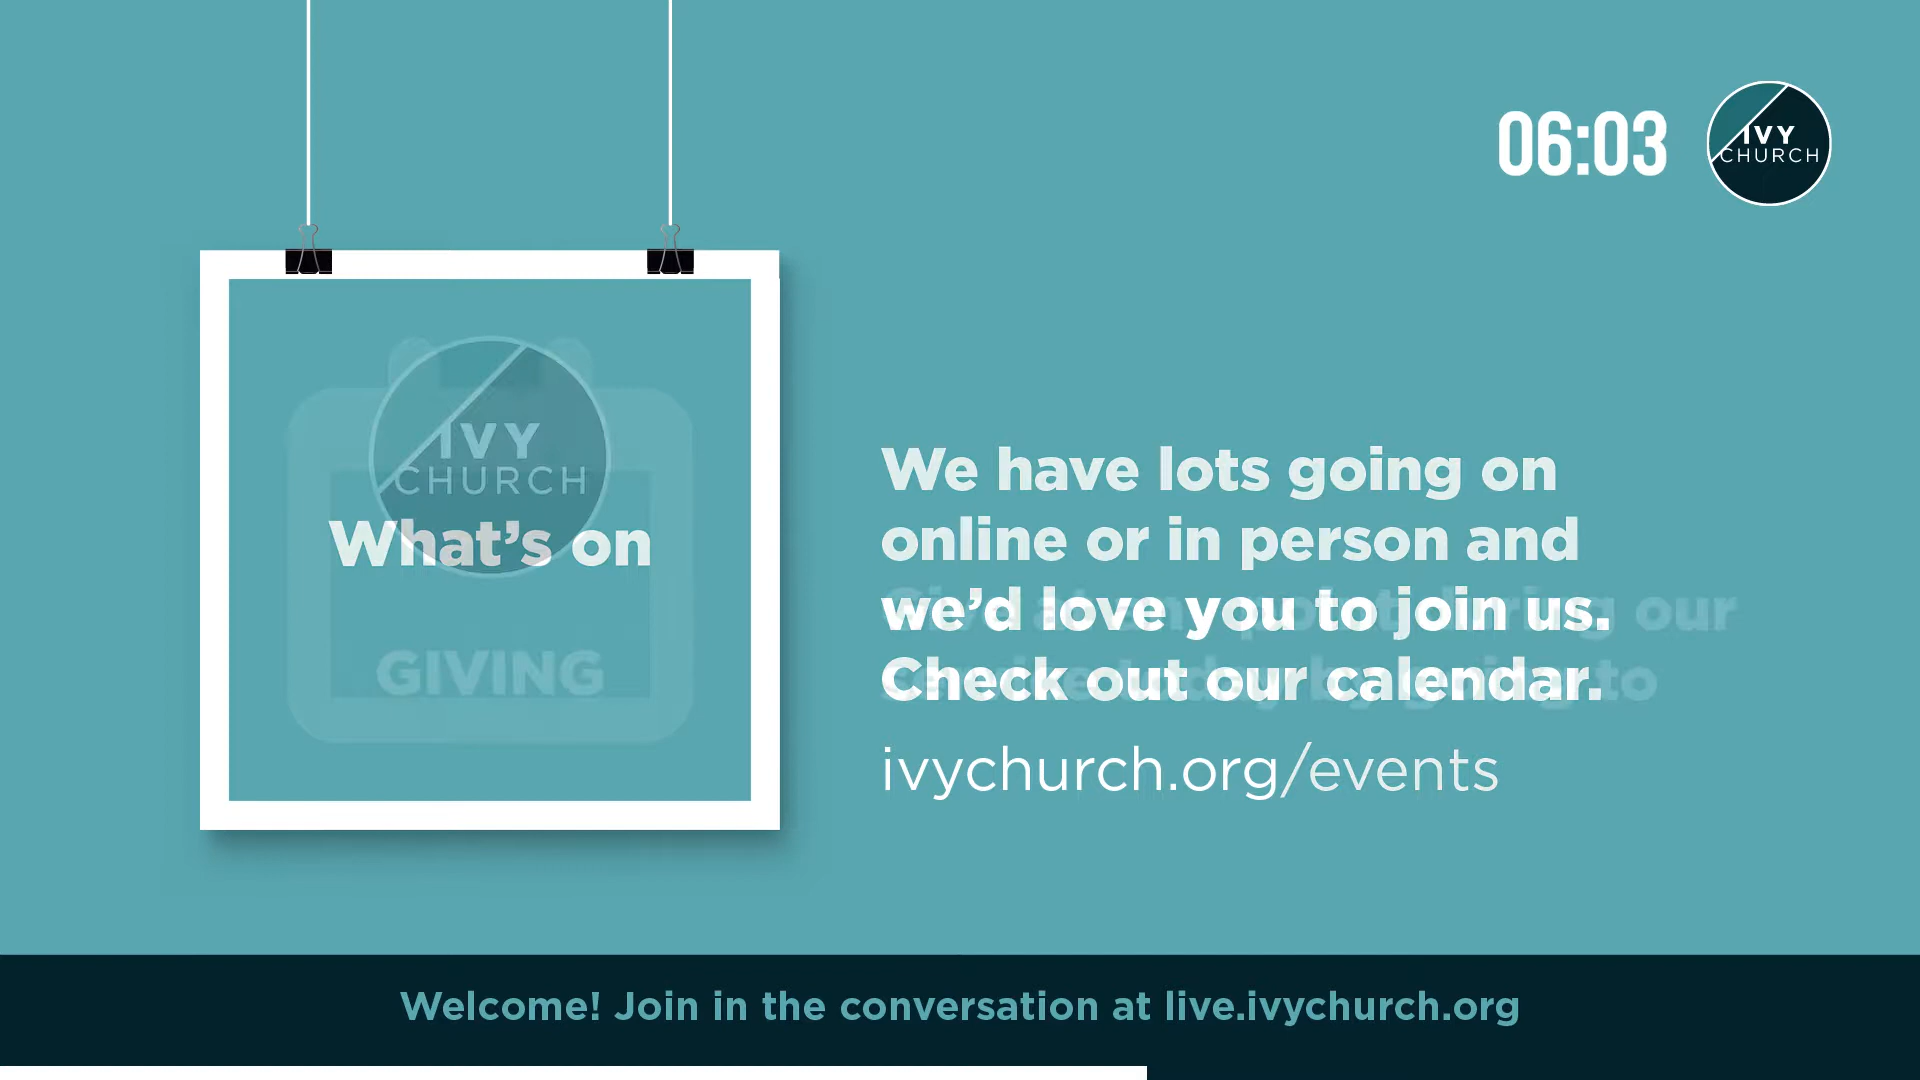 06:03
IVY
CHURCH
IVY
CHURCH
What's on
GIVING
We have lots going on
online or in person and
we'd love you to join us.
Check out our calendar.
our
to
ivychurch.org/events
Welcome! Join in the conversation at live.ivychurch.org